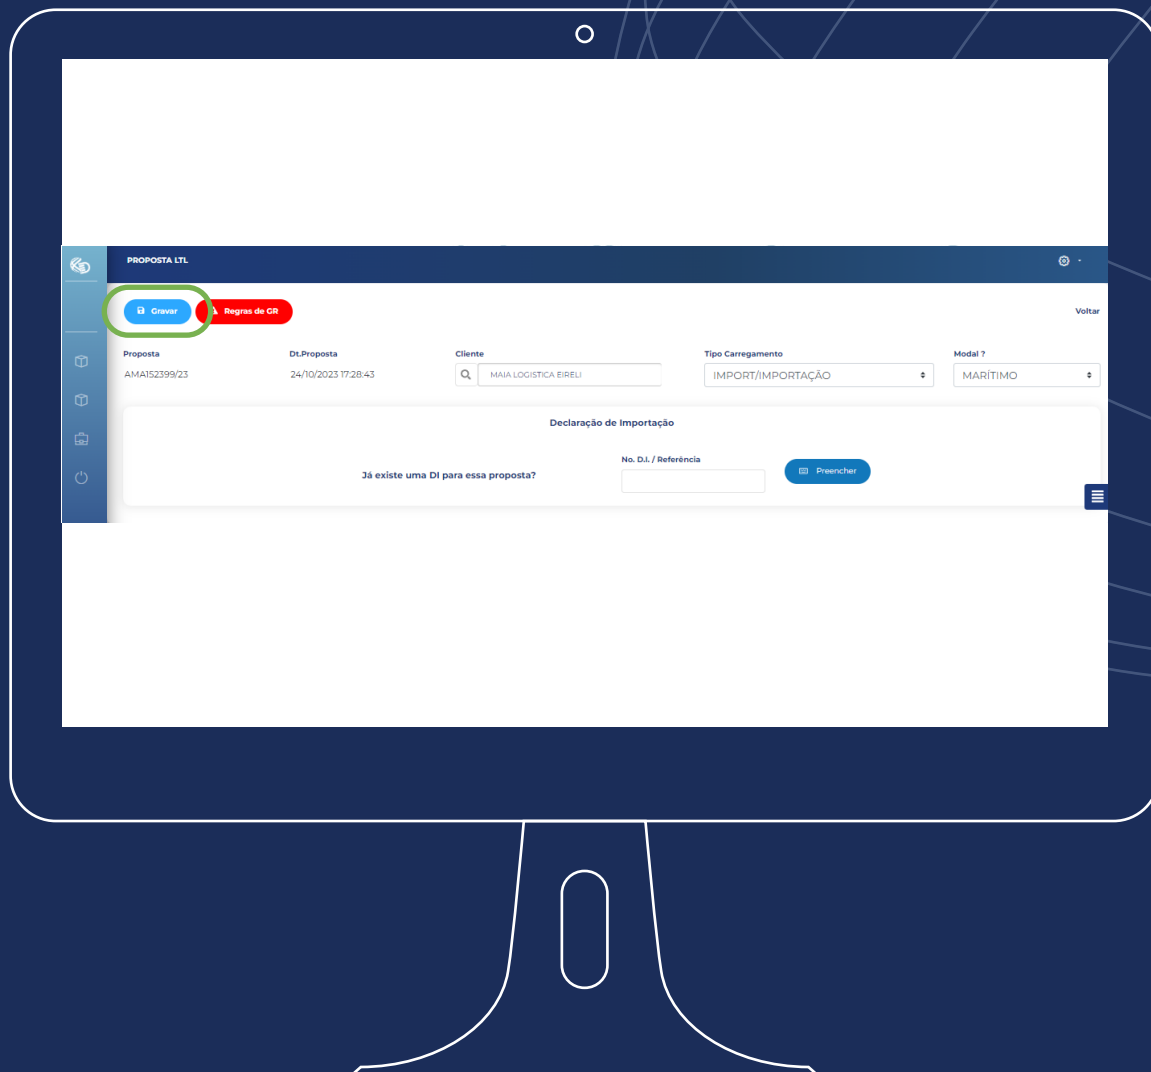 PROPOSTA LTL
Gravar
Regras de GR
Voltar
Proposta
Dt.Proposta
Cliente
Tipo Carregamento
Modal ?
AMA152399/23
24/10/2023 17:28:43
MAIA LOGISTICA EIRELI
IMPORT/IMPORTAÇÃO
MARÍTIMO
Declaração de Importação
Já existe uma DI para essa proposta?
No. D.I. / Referência
Preencher